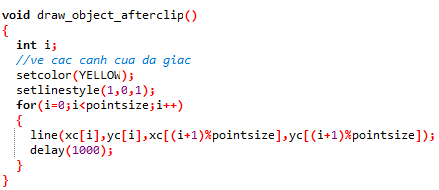 void draw_object_afterclip()
{
int i;
//ve cac canh cua da giac
setcolor(YELLOW);
setlinestyle(1,0,1);
for(i=0;i<pointsize;i++)
{
line(xc[i],yc[i],xc[(i+1)%pointsize],yc[(i+1)%pointsize]);
delay(1000);
}
}